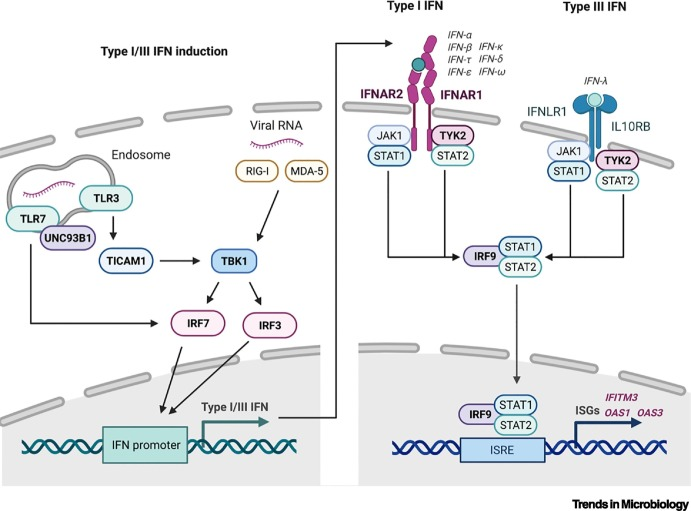 Type I IFN
Type III IFN
Type I/III IFN induction
IFN-α
IFN-β IFN-κ
IFN-τ IFN-δ
IFN-ε IFN-ω
IFNAR2
IFNAR1
IFN-λ
IFNLR1
IL10RB
Viral RNA
RIG-I
MDA-5
Endosome
TLR3
TLR7
UNC93B1
TICAM1
TBK1
IRF7
IRF3
JAK1
STAT1
TYK2
STAT2
JAK1
STAT1
TYK2
STAT2
IRF9
STAT1
STAT2
Type I/III IFN
IFN promoter
IRF9
STAT1
STAT2
ISRE
ISGs
IFITM3
OAS1 OAS3
Trends in Microbiology